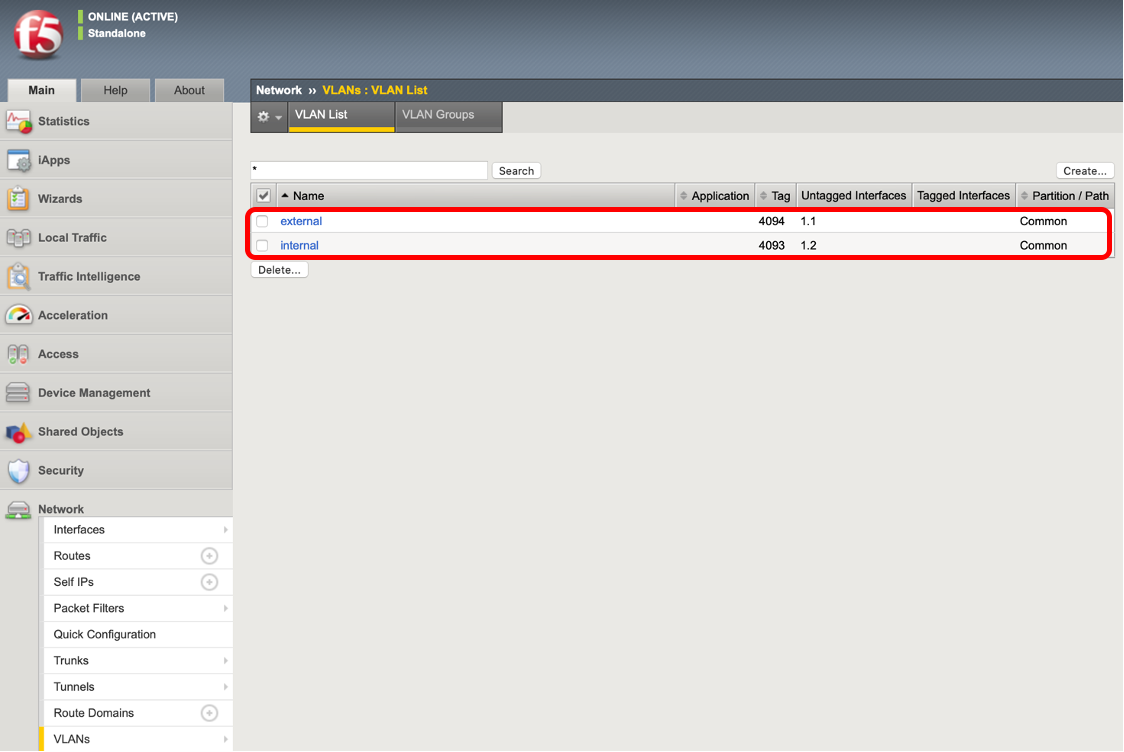 f5
ONLINE (ACTIVE)
Standalone
Main Help About
Network ›› VLANs : VLAN List
VLAN List VLAN Groups
Statistics
iApps
Wizards
Local Traffic
Traffic Intelligence
Acceleration
Access
Device Management
Shared Objects
Security
Network
Interfaces
Routes
Self IPs
Packet Filters
Quick Configuration
Trunks
Tunnels
Route Domains
VLANs
* Search Create...
Name Application Tag Untagged Interfaces Tagged Interfaces Partition / Path
external 4094 1.1 Common
internal 4093 1.2 Common
Delete...